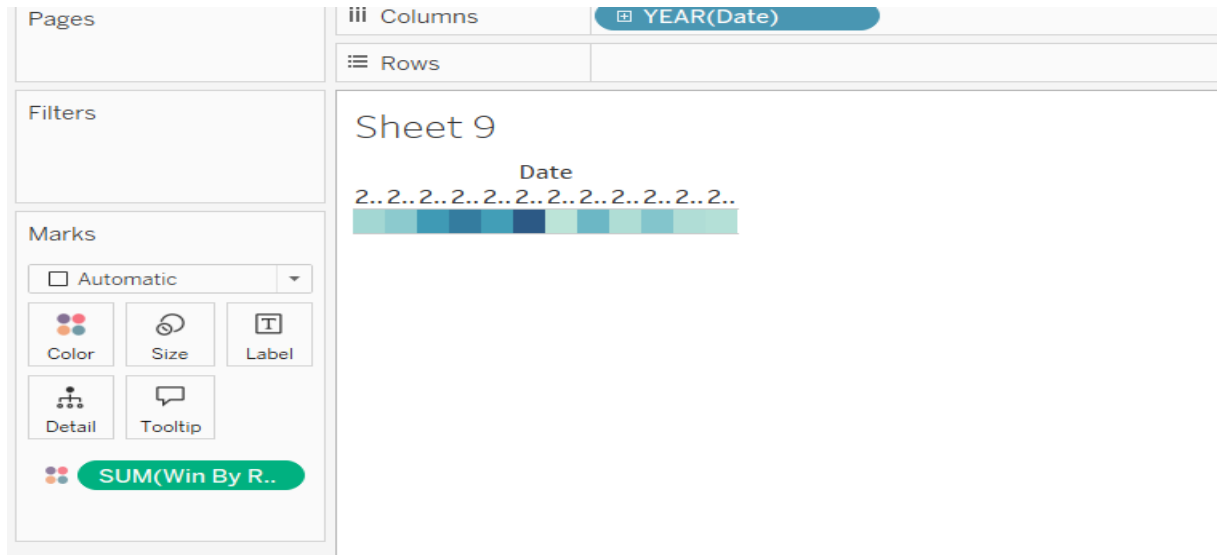 Pages
iii Columns
YEAR(Date)
Rows
Filters
Sheet 9
Date
2.. 2.. 2.. 2.. 2.. 2.. 2.. 2.. 2.. 2.. 2.. 2..
Marks
Automatic
Color
Size
T
Label
Detail
Tooltip
SUM(Win By R..